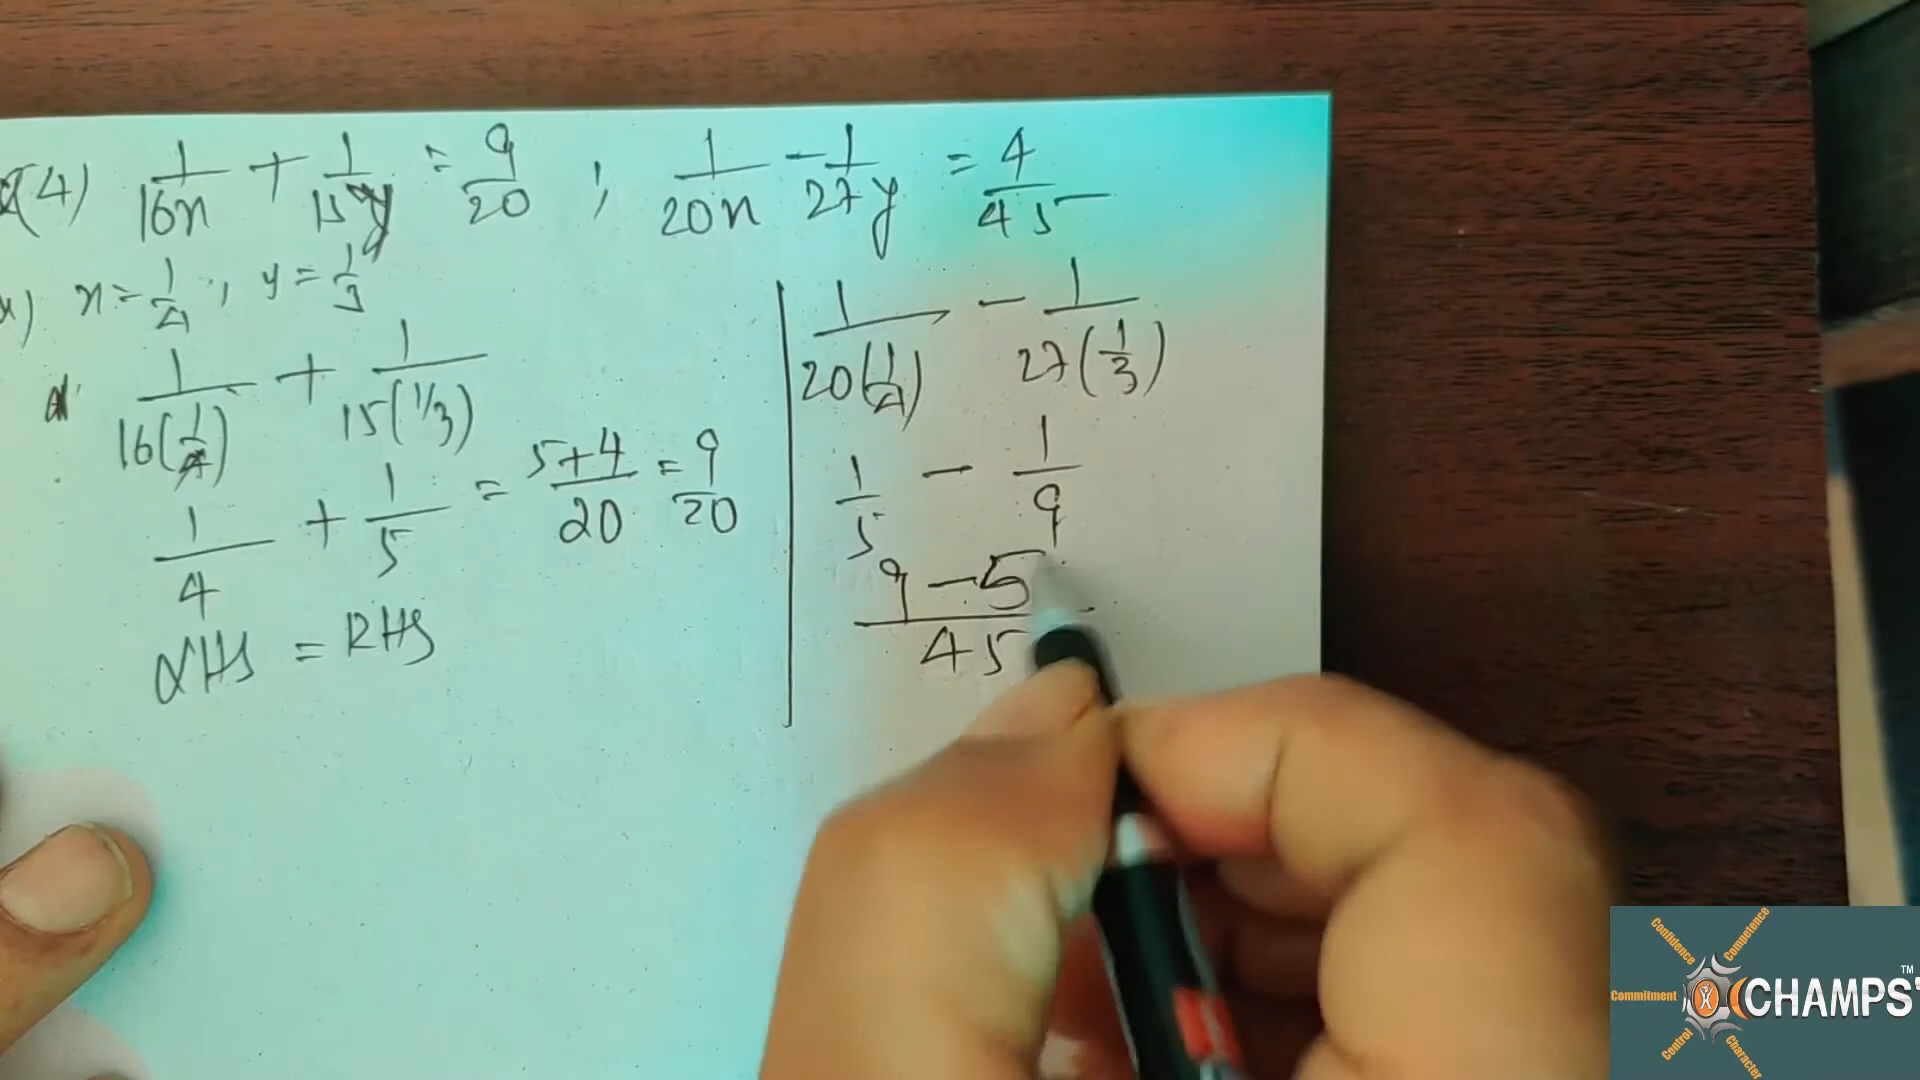 (4) 1/16x + 1/15y = 9/20 ; 1/20x - 1/27y = 4/45
x = 1/4 , y = 1/3
1/16(1/4) + 1/15(1/3)
1/4 + 1/5 = 5+4/20 = 9/20
LHS = RHS
1/20(1/4) - 1/27(1/3)
1/5 - 1/9
9-5/45
Confidence
Competence
Commitment
CHAMPS
TM
Control
Character